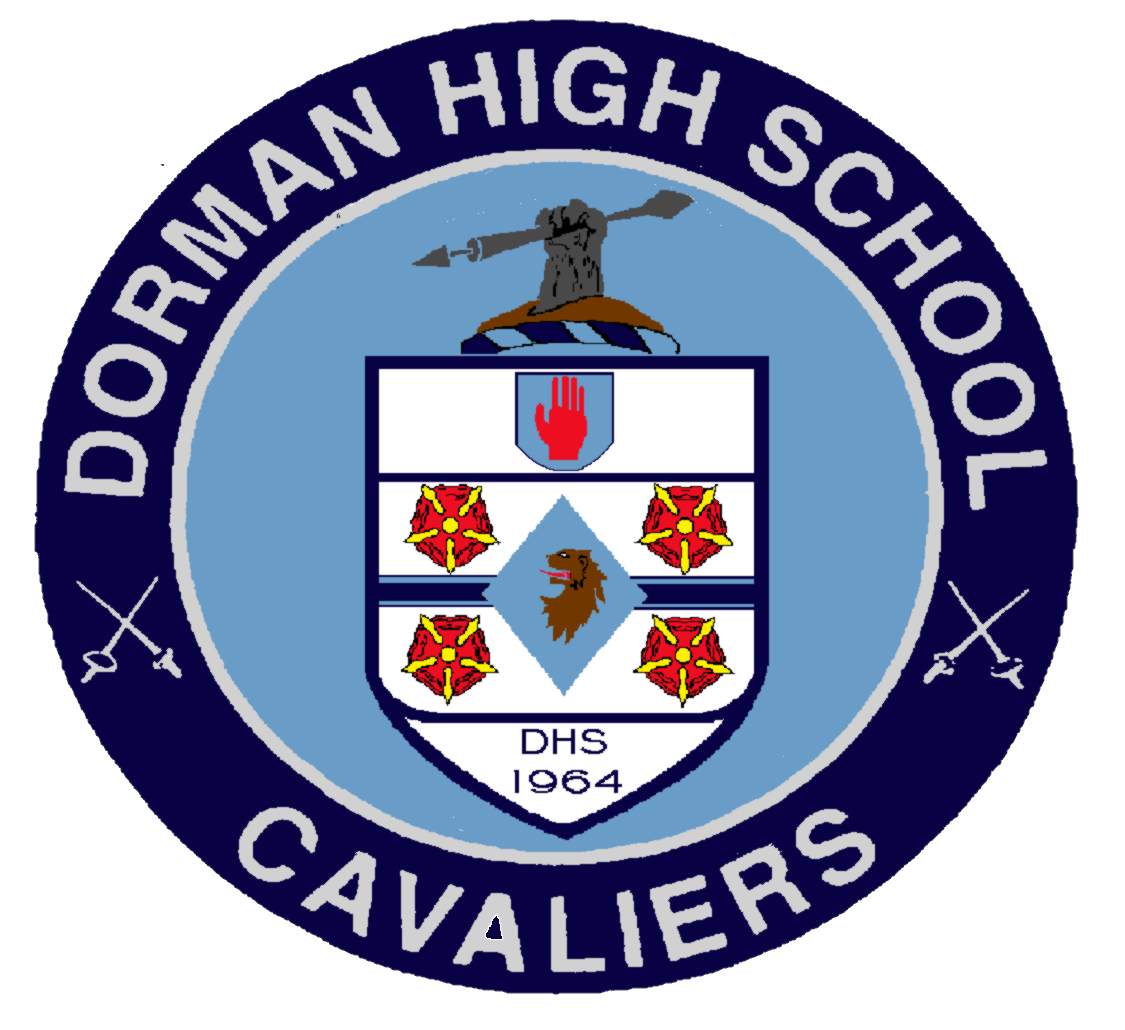 DORMAN HIGH SCHOOL
DHS
1964
CAVALIERS